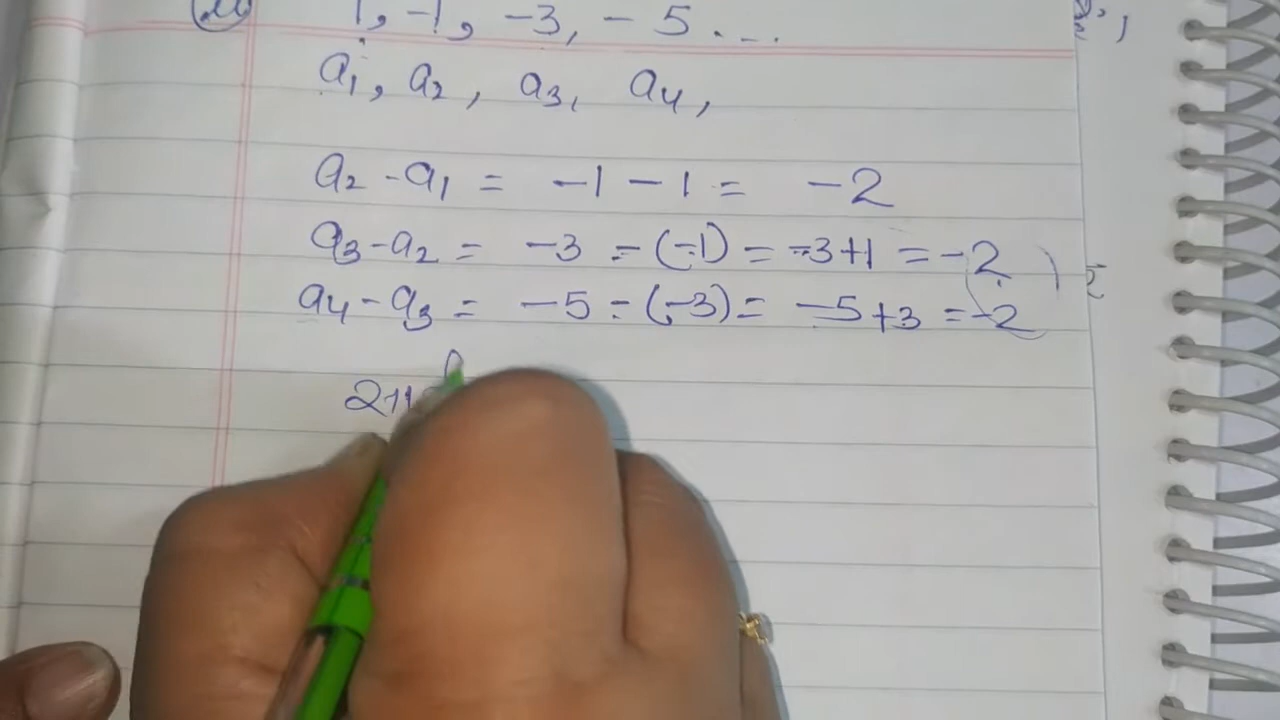 1, -1, -3, - 5 ...
a₁, a₂, a₃, a₄,
a₂ - a₁ = -1 - 1 = -2
a₃ - a₂ = -3 - (-1) = -3+1 = -2
a₄ - a₃ = -5 - (-3) = -5+3 = -2